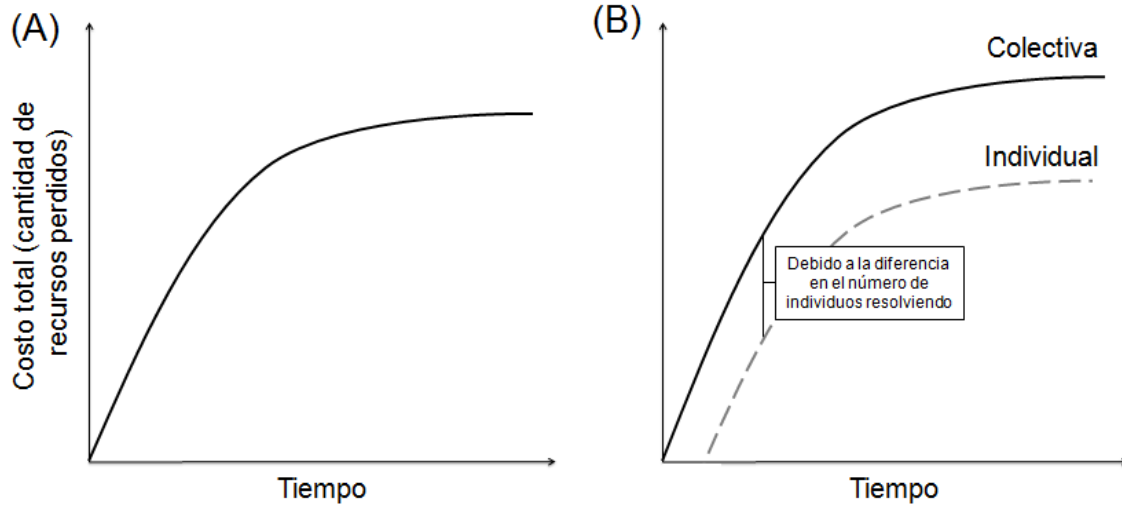 (A)
Costo total (cantidad de
recursos perdidos)
Tiempo
(B)
Colectiva
Individual
Debido a la diferencia
en el número de
individuos resolviendo
Tiempo